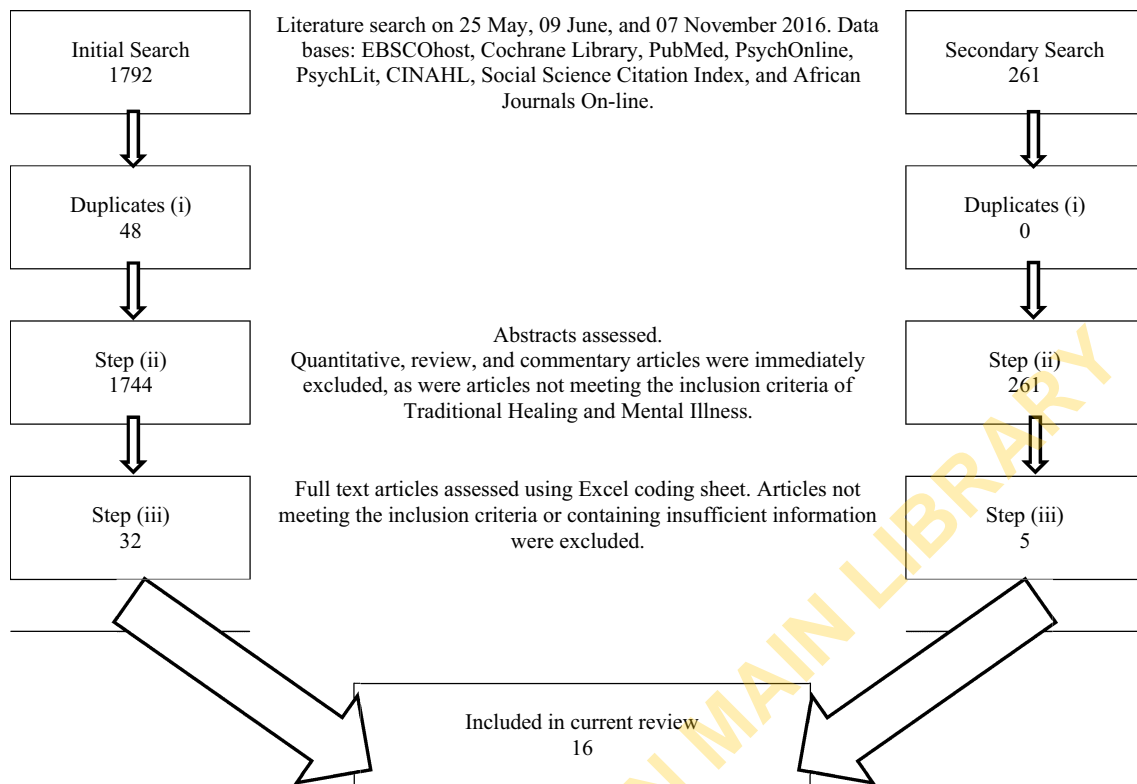 Initial Search
1792
Literature search on 25 May, 09 June, and 07 November 2016. Data
bases: EBSCOhost, Cochrane Library, PubMed, PsychOnline,
PsychLit, CINAHL, Social Science Citation Index, and African
Journals On-line.
Secondary Search
261
Duplicates (i)
48
Duplicates (i)
0
Step (ii)
1744
Abstracts assessed.
Quantitative, review, and commentary articles were immediately
excluded, as were articles not meeting the inclusion criteria of
Traditional Healing and Mental Illness.
Step (ii)
261
Step (iii)
32
Full text articles assessed using Excel coding sheet. Articles not
meeting the inclusion criteria or containing insufficient information
were excluded.
Step (iii)
5
Included in current review
16
MAIN LIBRARY